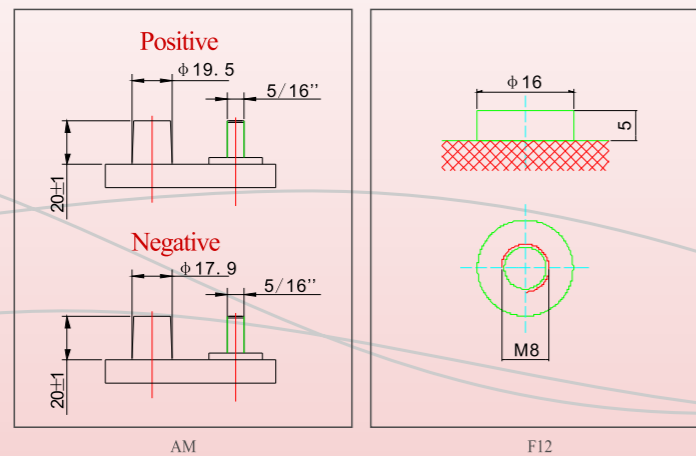 Positive
ϕ19.5
5/16’’
20±1
Negative
ϕ17.9
5/16’’
20±1
AM
ϕ16
5
M8
F12